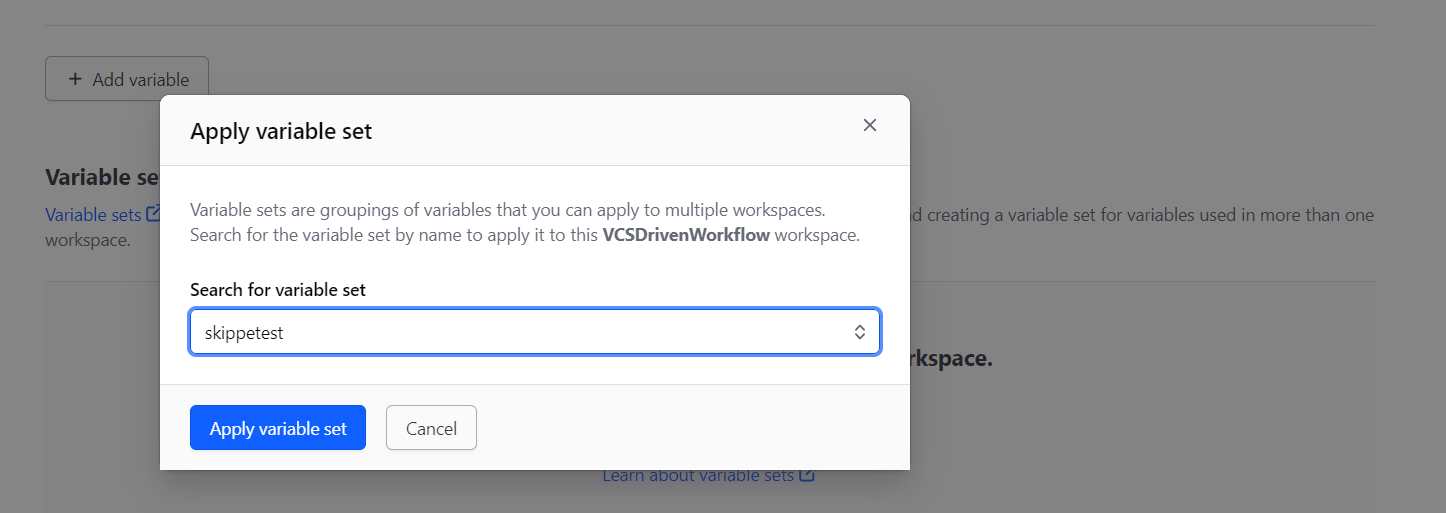 + Add variable
Apply variable set
Variable se
Variable sets are groupings of variables that you can apply to multiple workspaces.
Variable sets
d creating a variable set for variables used in more than one
Search for the variable set by name to apply it to this VCSDrivenWorkflow workspace.
workspace.
Search for variable set
skippetest
rkspace.
Apply variable set
Cancel
Learn about variable sets